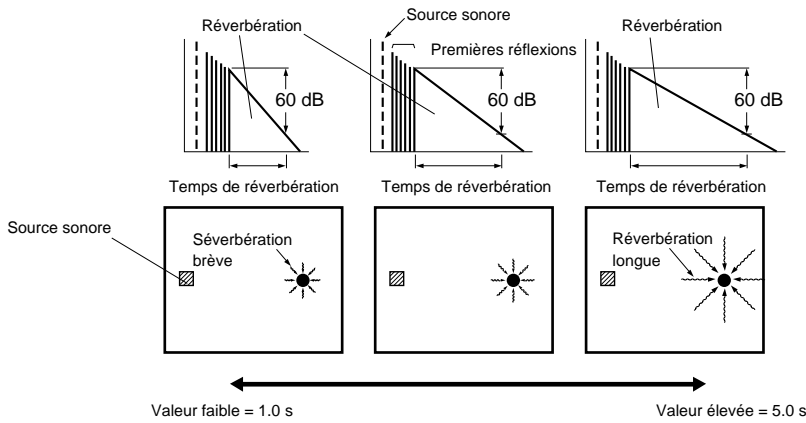 Source sonore
Réverbération
Premières réflexions
Réverbération
60 dB
60 dB
60 dB
Temps de réverbération
Temps de réverbération
Temps de réverbération
Source sonore
Séverbération
brève
Réverbération
longue
Valeur faible = 1.0 s
Valeur élevée = 5.0 s